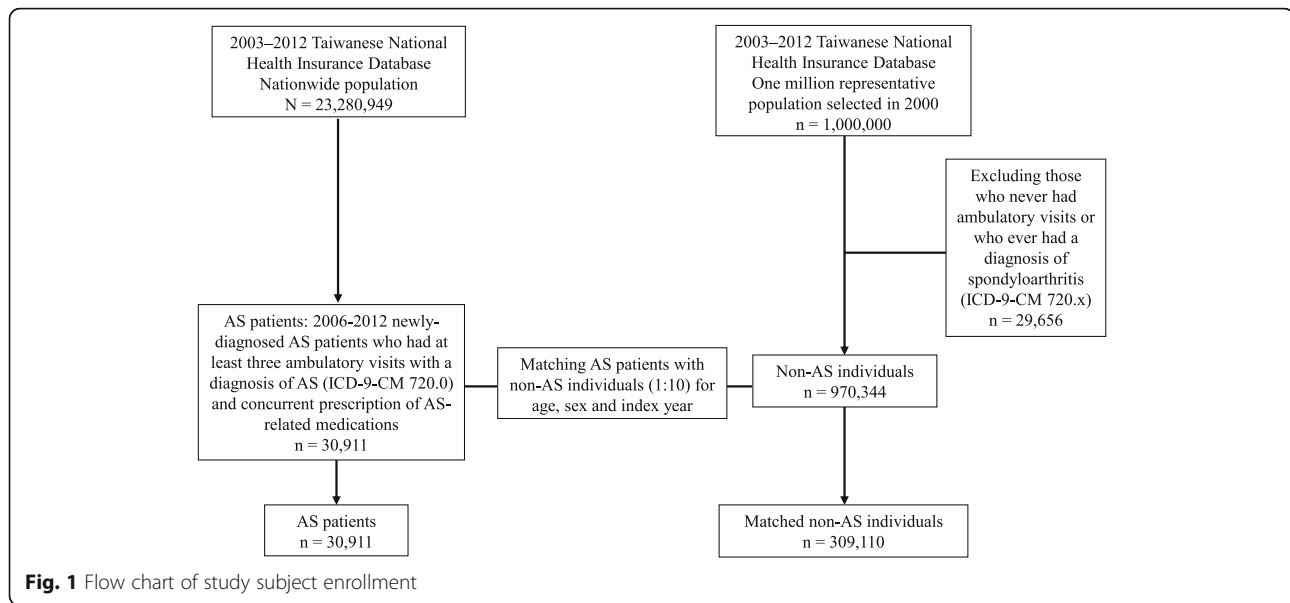 2003–2012 Taiwanese National
Health Insurance Database
Nationwide population
N = 23,280,949
2003–2012 Taiwanese National
Health Insurance Database
One million representative
population selected in 2000
n = 1,000,000
Excluding those
who never had
ambulatory visits or
who ever had a
diagnosis of
spondyloarthritis
(ICD-9-CM 720.x)
n = 29,656
AS patients: 2006-2012 newly-
diagnosed AS patients who had at
least three ambulatory visits with a
diagnosis of AS (ICD-9-CM 720.0)
and concurrent prescription of AS-
related medications
n = 30,911
Matching AS patients with
non-AS individuals (1:10) for
age, sex and index year
Non-AS individuals
n = 970,344
AS patients
n = 30,911
Matched non-AS individuals
n = 309,110
Fig. 1 Flow chart of study subject enrollment